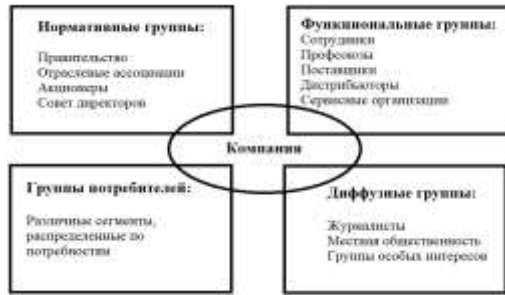 Нормативные группы:
Правительство
Отраслевые ассоциации
Акционеры
Совет директоров
Функциональные группы:
Сотрудники
Профсоюзы
Поставщики
Дистрибьюторы
Сервисные организации
Компания
Группы потребителей:
Различные сегменты,
распределенные по
потребностям
Диффузные группы:
Журналисты
Местная общественность
Группы особых интересов